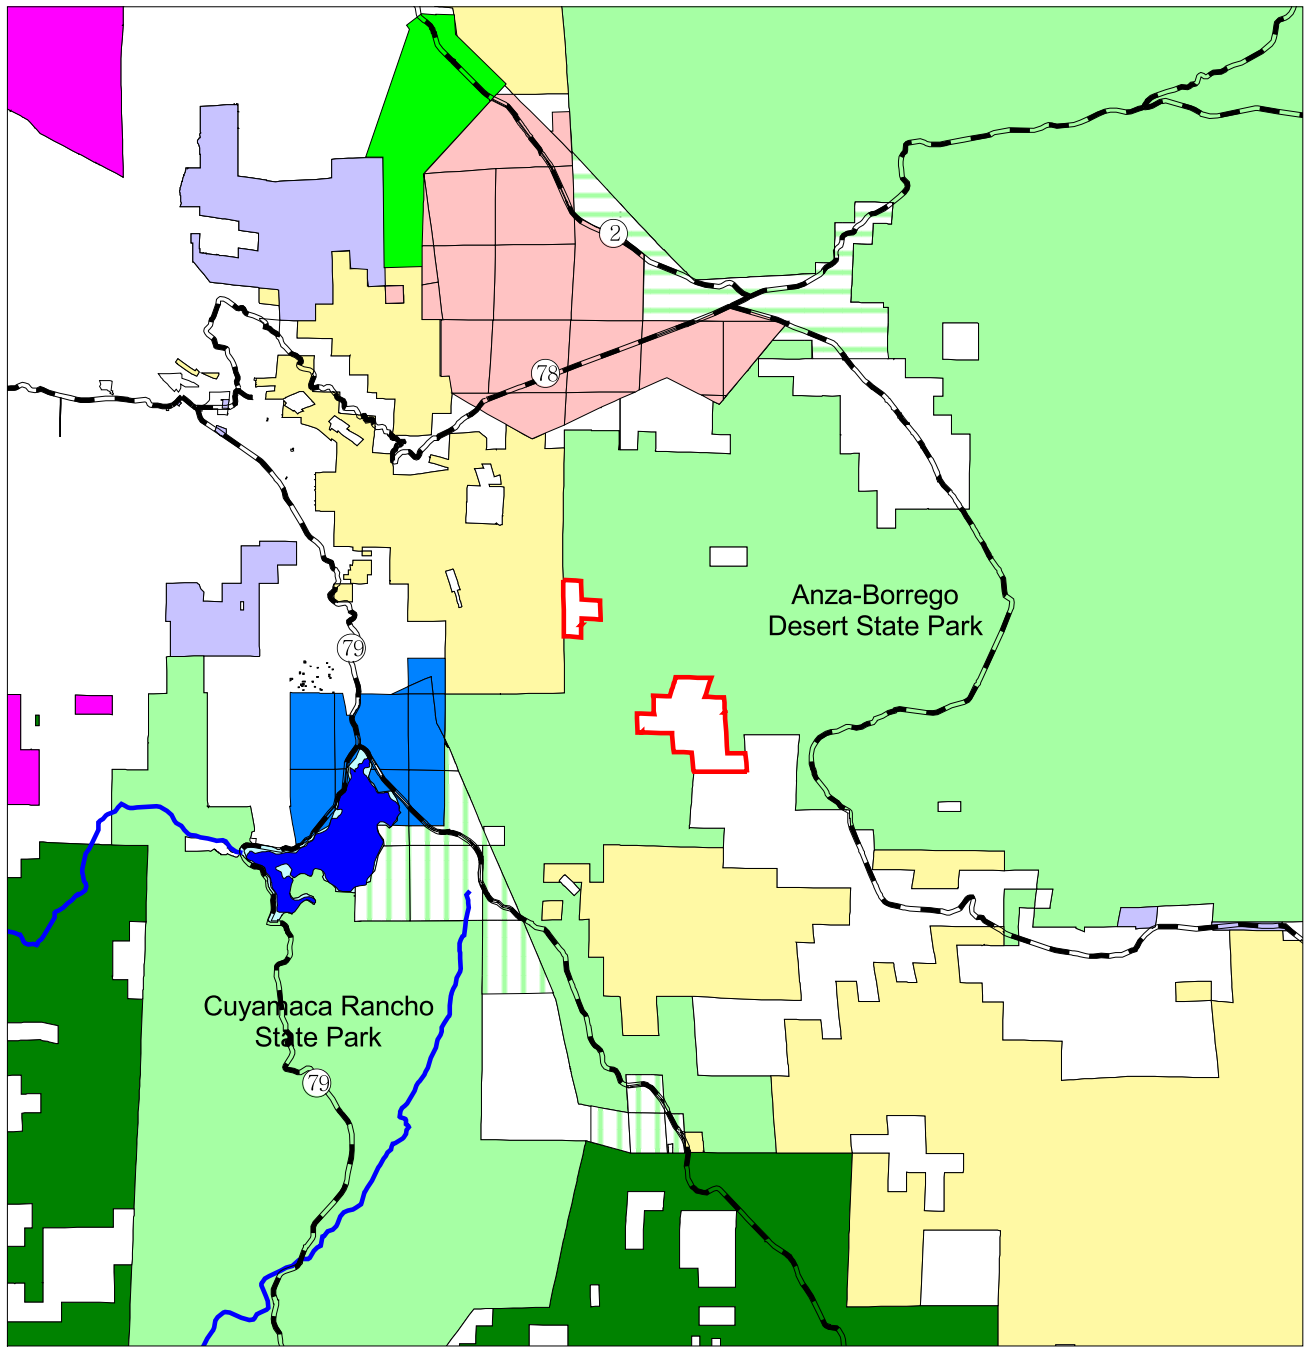 2
78
Anza-Borrego
Desert State Park
79
Cuyamaca Rancho
State Park
79